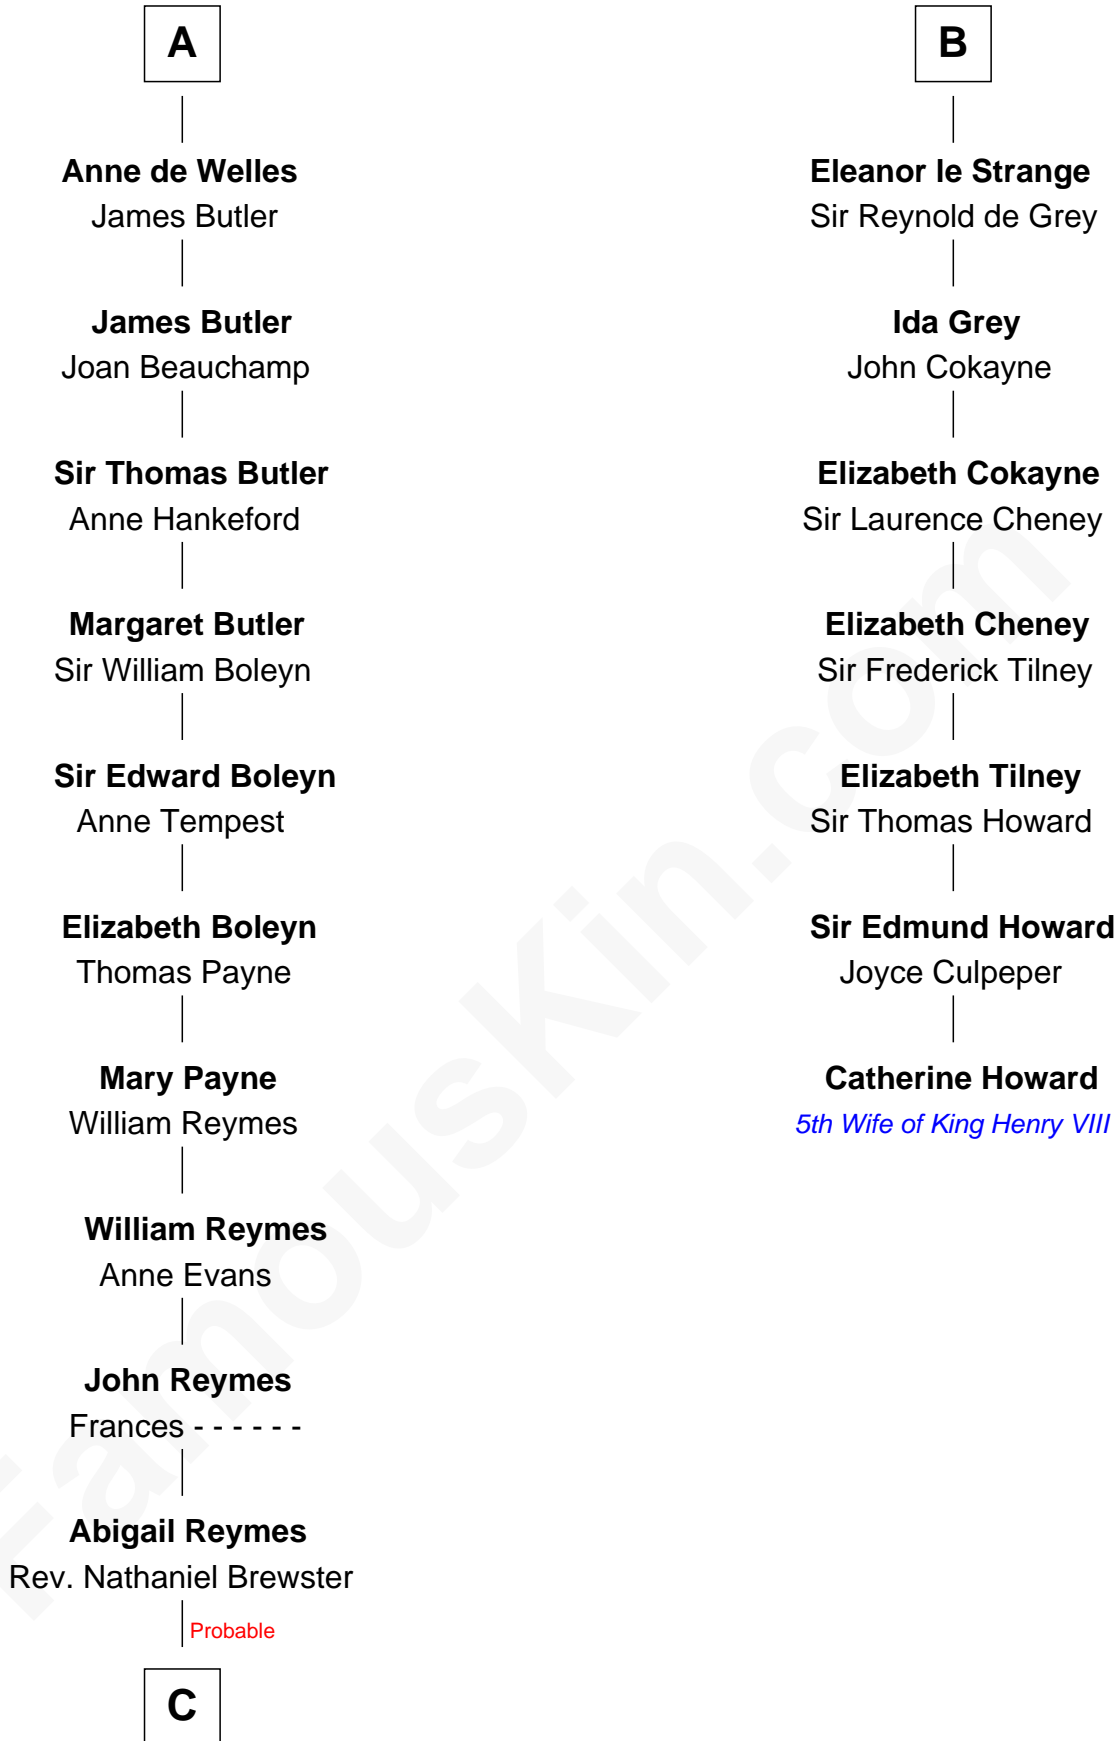 A
Anne de Welles
James Butler
James Butler
Joan Beauchamp
Sir Thomas Butler
Anne Hankeford
Margaret Butler
Sir William Boleyn
Sir Edward Boleyn
Anne Tempest
Elizabeth Boleyn
Thomas Payne
Mary Payne
William Reymes
William Reymes
Anne Evans
John Reymes
Frances - - - - - -
Abigail Reymes
Rev. Nathaniel Brewster
Probable
C
B
Eleanor le Strange
Sir Reynold de Grey
Ida Grey
John Cokayne
Elizabeth Cokayne
Sir Laurence Cheney
Elizabeth Cheney
Sir Frederick Tilney
Elizabeth Tilney
Sir Thomas Howard
Sir Edmund Howard
Joyce Culpeper
Catherine Howard
5th Wife of King Henry VIII
FamousKin.com